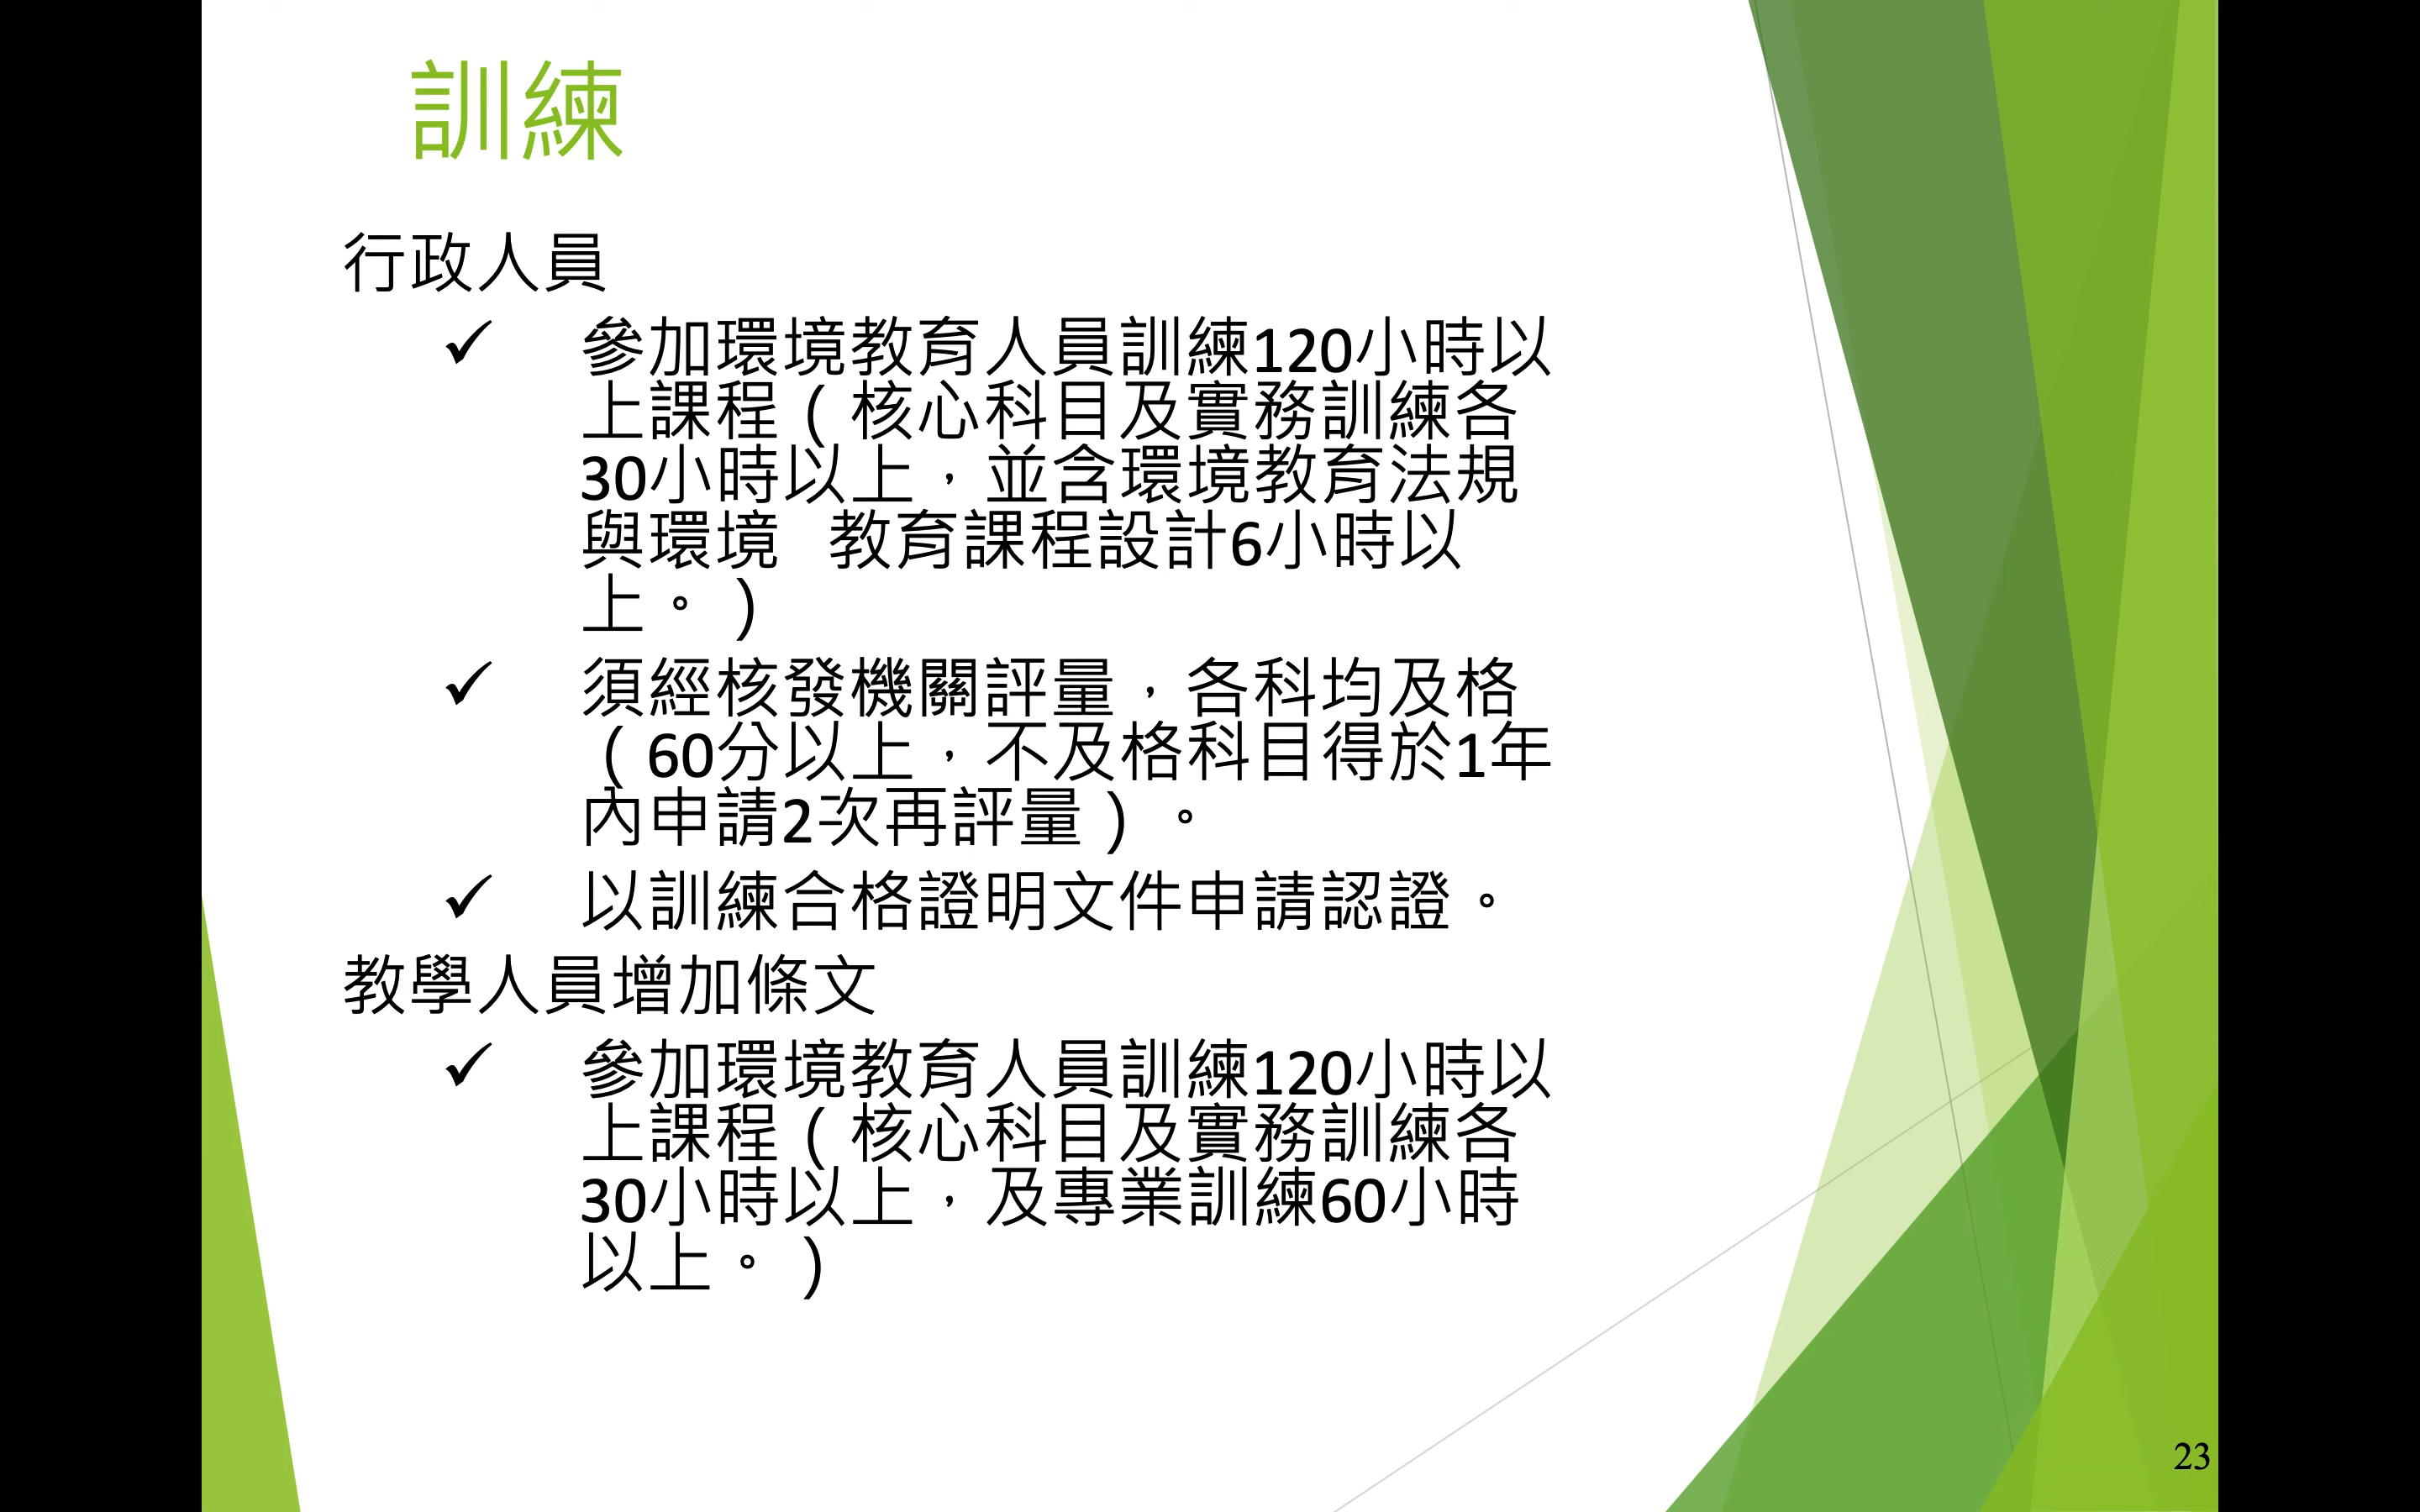 訓練
行政人員
✓ 參加環境教育人員訓練120小時以
上課程(核心科目及實務訓練各
30小時以上，並含環境教育法規
與環境 教育課程設計6小時以
上。)
✓ 須經核發機關評量，各科均及格
(60分以上，不及格科目得於1年
內申請2次再評量)。
✓ 以訓練合格證明文件申請認證。
教學人員增加條文
✓ 參加環境教育人員訓練120小時以
上課程(核心科目及實務訓練各
30小時以上，及專業訓練60小時
以上。)
23